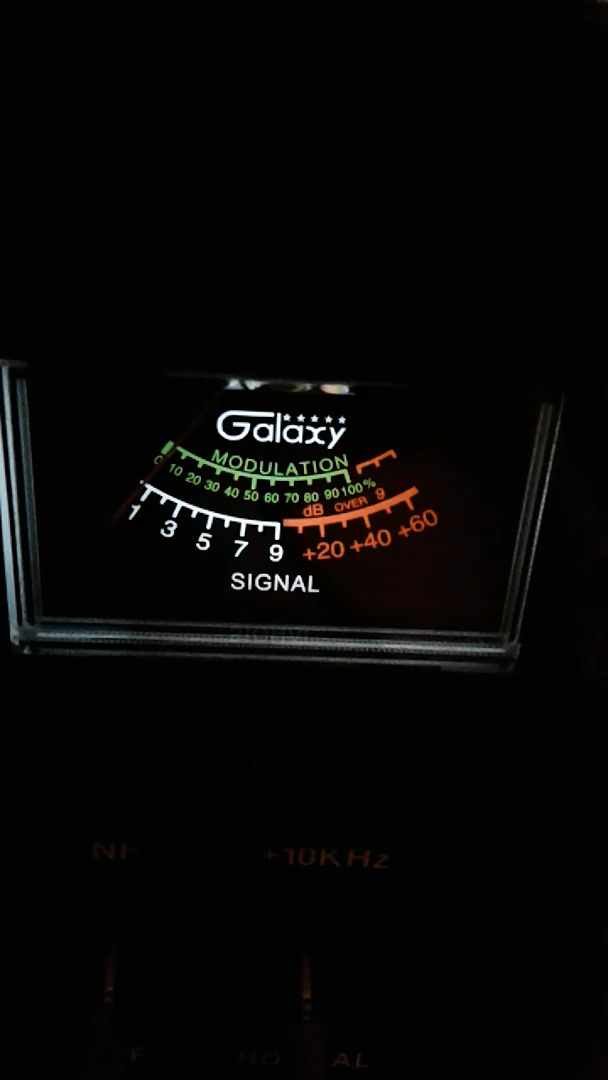 Galaxy
MODULATION
0 10 20 30 40 50 60 70 80 90 100%
dB OVER 9
1 3 5 7 9 +20 +40 +60
SIGNAL
+10KHz